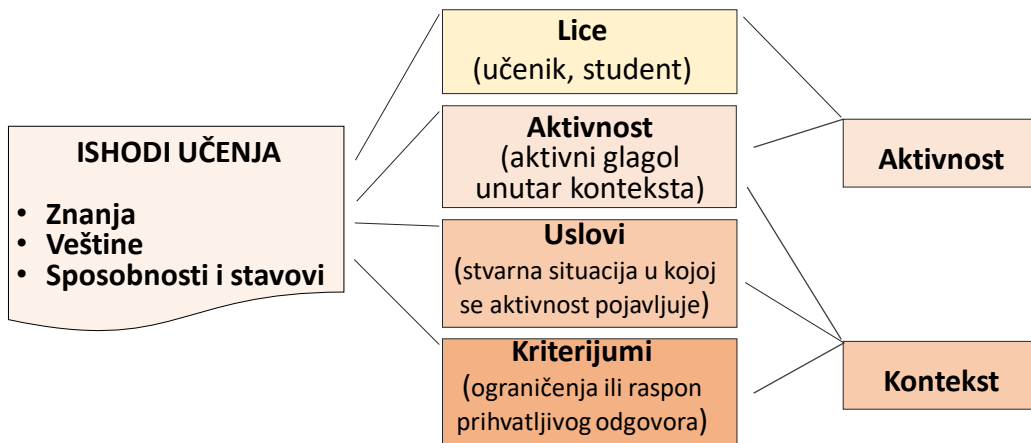 ISHODI UČENJA
• Znanja
• Veštine
• Sposobnosti i stavovi
Lice
(učenik, student)
Aktivnost
(aktivni glagol
unutar konteksta)
Uslovi
(stvarna situacija u kojoj
se aktivnost pojavljuje)
Kriterijumi
(ograničenja ili raspon
prihvatljivog odgovora)
Aktivnost
Kontekst